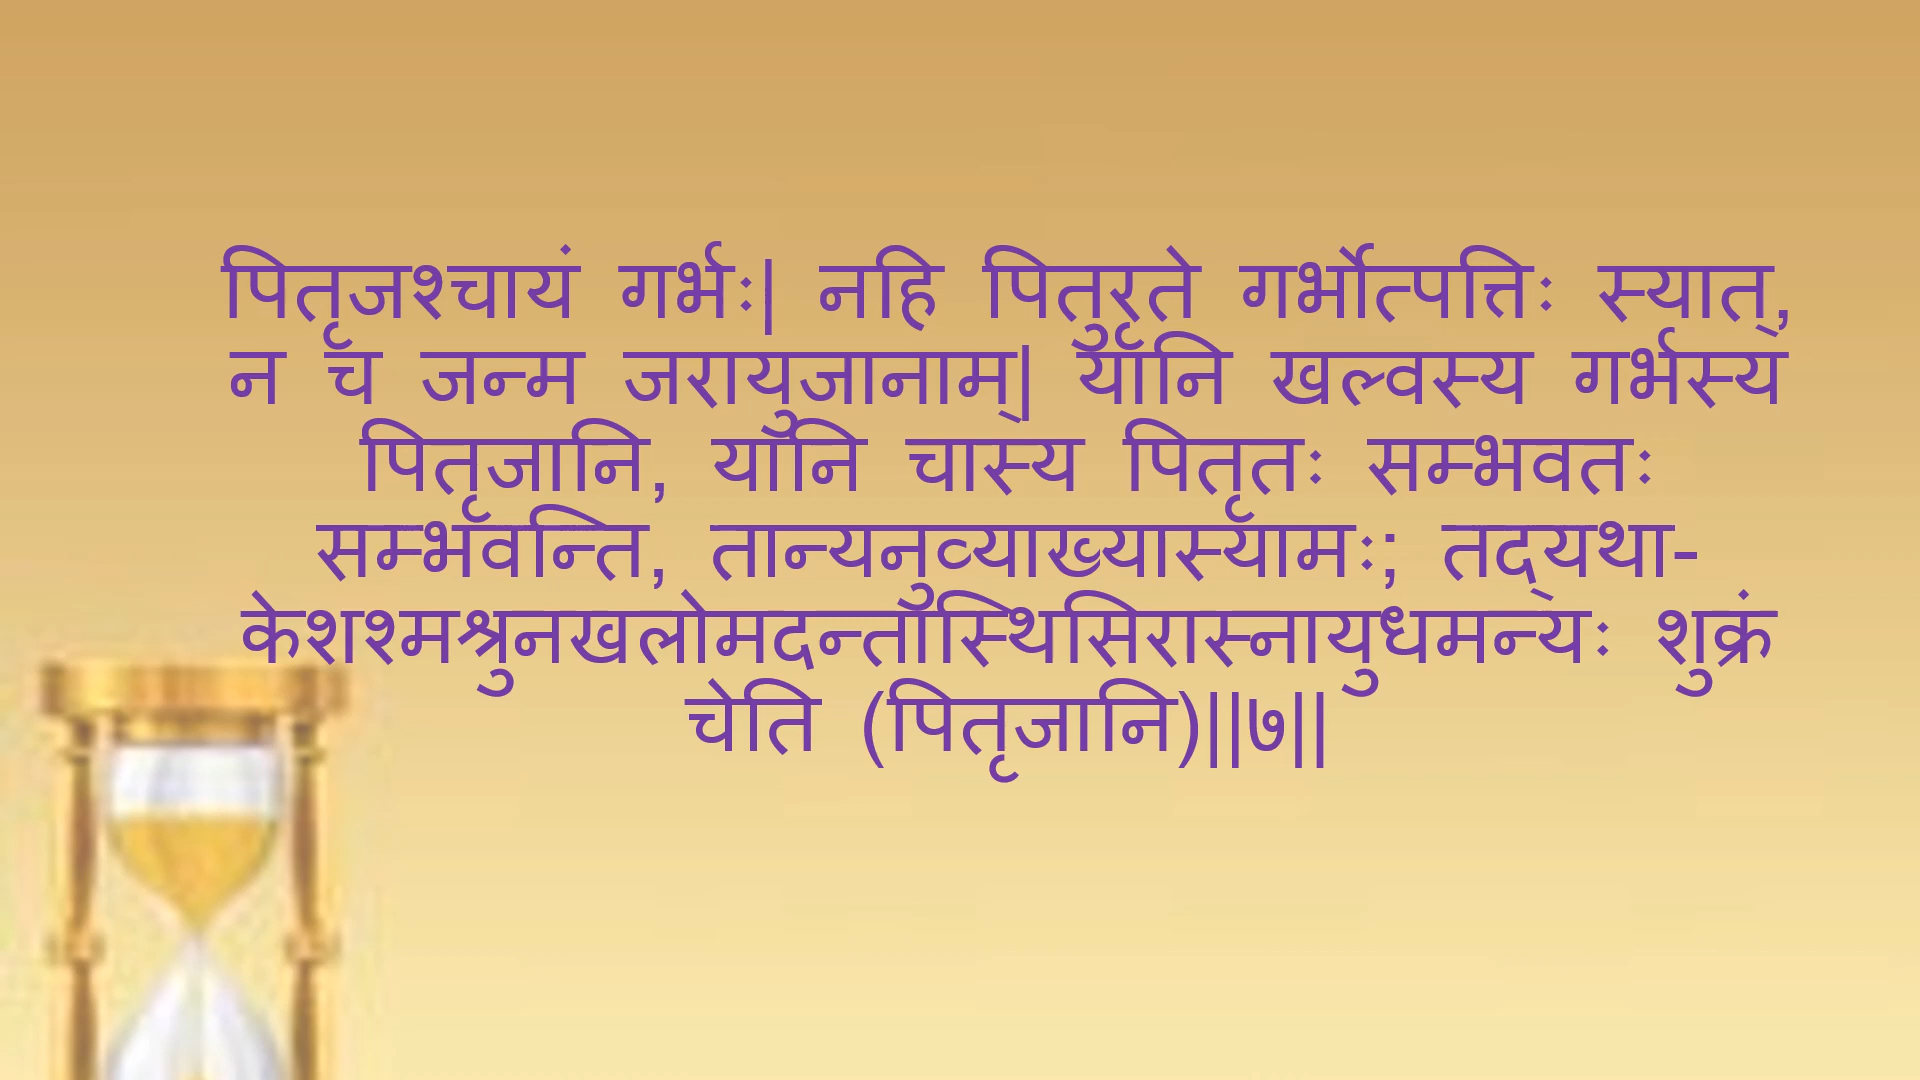 पितृजश्चायं गर्भः| नहि पितुरृते गर्भोत्पत्तिः स्यात्,
न च जन्म जरायुजानाम्| यानि खल्वस्य गर्भस्य
पितृजानि, यानि चास्य पितृतः सम्भवतः
सम्भवन्ति, तान्यनुव्याख्यास्यामः; तद्यथा-
केशश्मश्रुनखलोमदन्तास्थिसिरास्नायुधमन्यः शुक्रं
चेति (पितृजानि)||७||